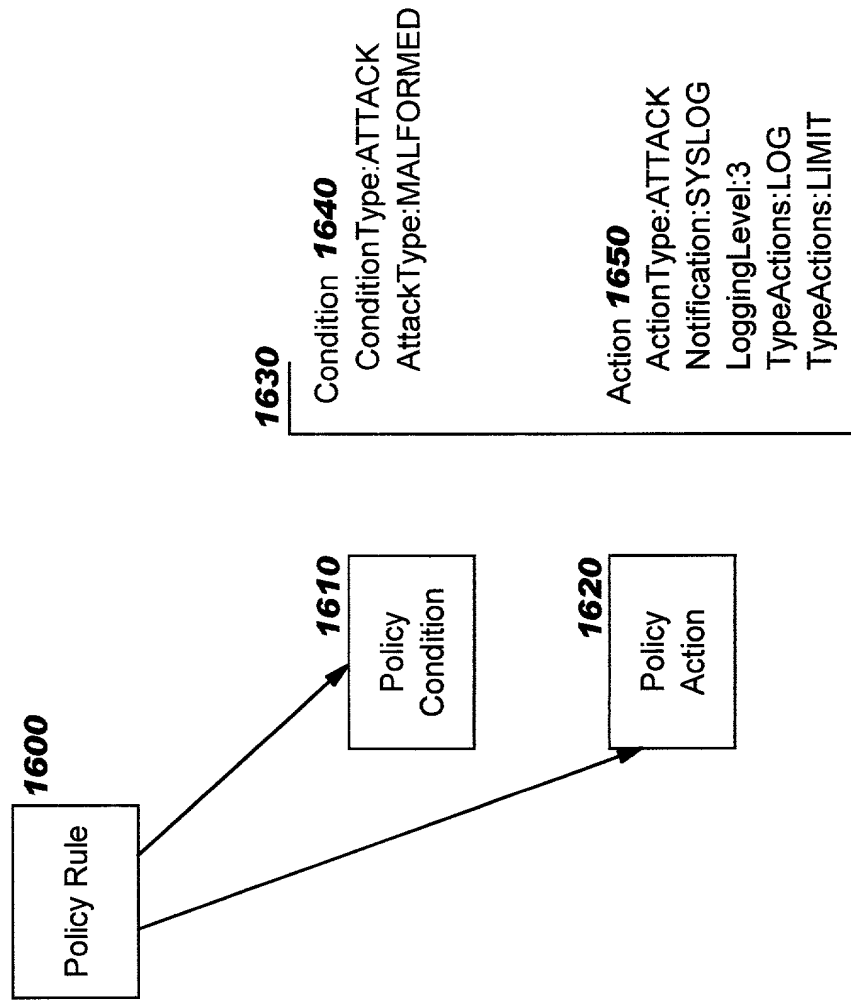 1600
Policy Rule
1610
Policy
Condition
1620
Policy
Action
1630
Condition 1640
ConditionType:ATTACK
AttackType:MALFORMED
Action 1650
ActionType:ATTACK
Notification:SYSLOG
LoggingLevel:3
TypeActions:LOG
TypeActions:LIMIT